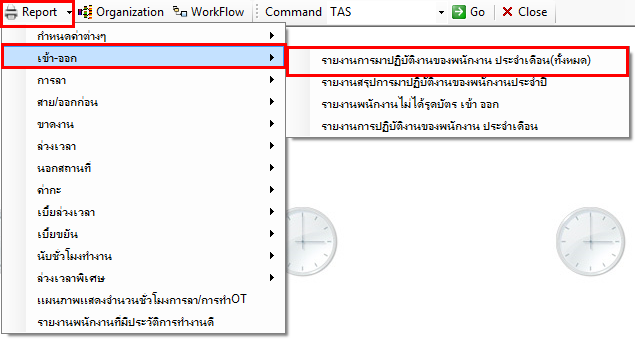 Report Organization WorkFlow Command TAS Go Close
กำหนดค่าต่างๆ
เข้า-ออก
การลา
สาย/ออกก่อน
ขาดงาน
ล่วงเวลา
นอกสถานที่
ค่ากะ
เบี้ยล่วงเวลา
เบี้ยขยัน
นับชั่วโมงทำงาน
ล่วงเวลาพิเศษ
แผนภาพแสดงจำนวนชั่วโมงการลา/การทำOT
รายงานพนักงานที่มีประวัติการทำงานดี
รายงานการมาปฏิบัติงานของพนักงาน ประจำเดือน(ทั้งหมด)
รายงานสรุปการมาปฏิบัติงานของพนักงานประจำปี
รายงานพนักงานไม่ได้รูดบัตร เข้า ออก
รายงานการปฏิบัติงานของพนักงาน ประจำเดือน